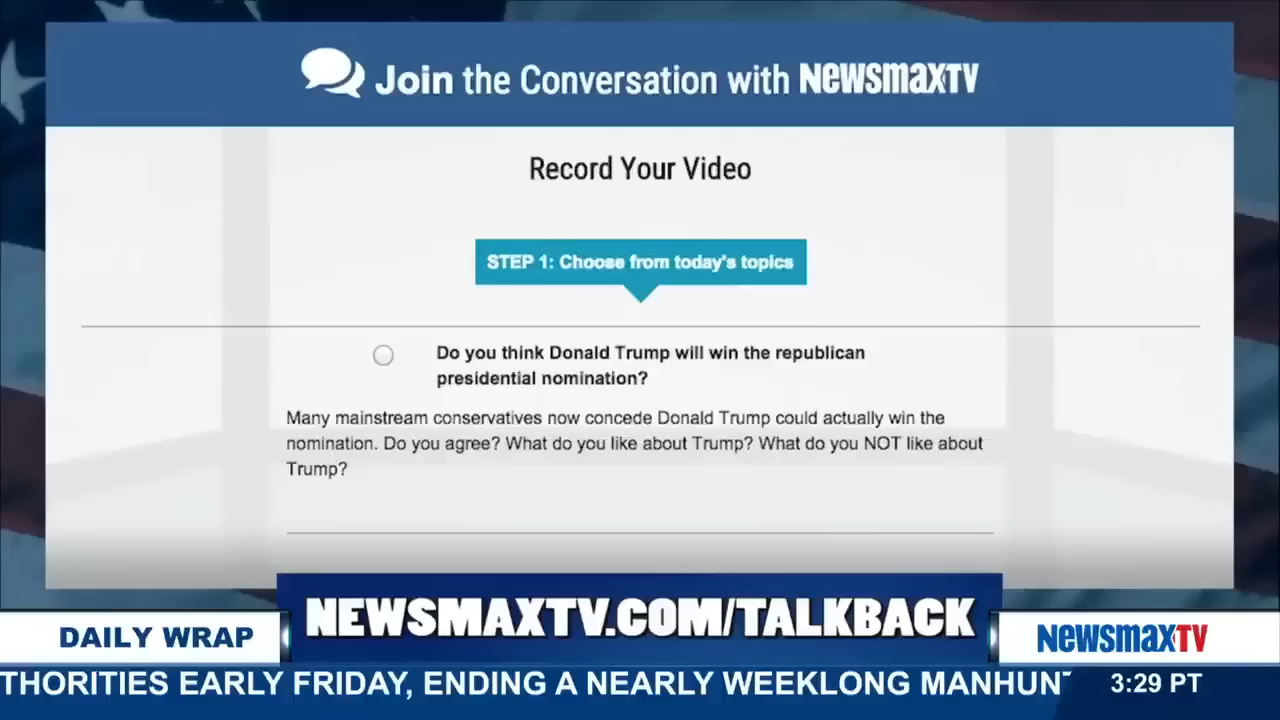 Join the Conversation with NEWSMAXTV
Record Your Video
STEP 1: Choose from today's topics
Do you think Donald Trump will win the republican
presidential nomination?
Many mainstream conservatives now concede Donald Trump could actually win the
nomination. Do you agree? What do you like about Trump? What do you NOT like about
Trump?
NEWSMAXTV.COM/TALKBACK
DAILY WRAP
NEWSMAXTV
THORITIES EARLY FRIDAY, ENDING A NEARLY WEEKLONG MANHUNT
3:29 PT